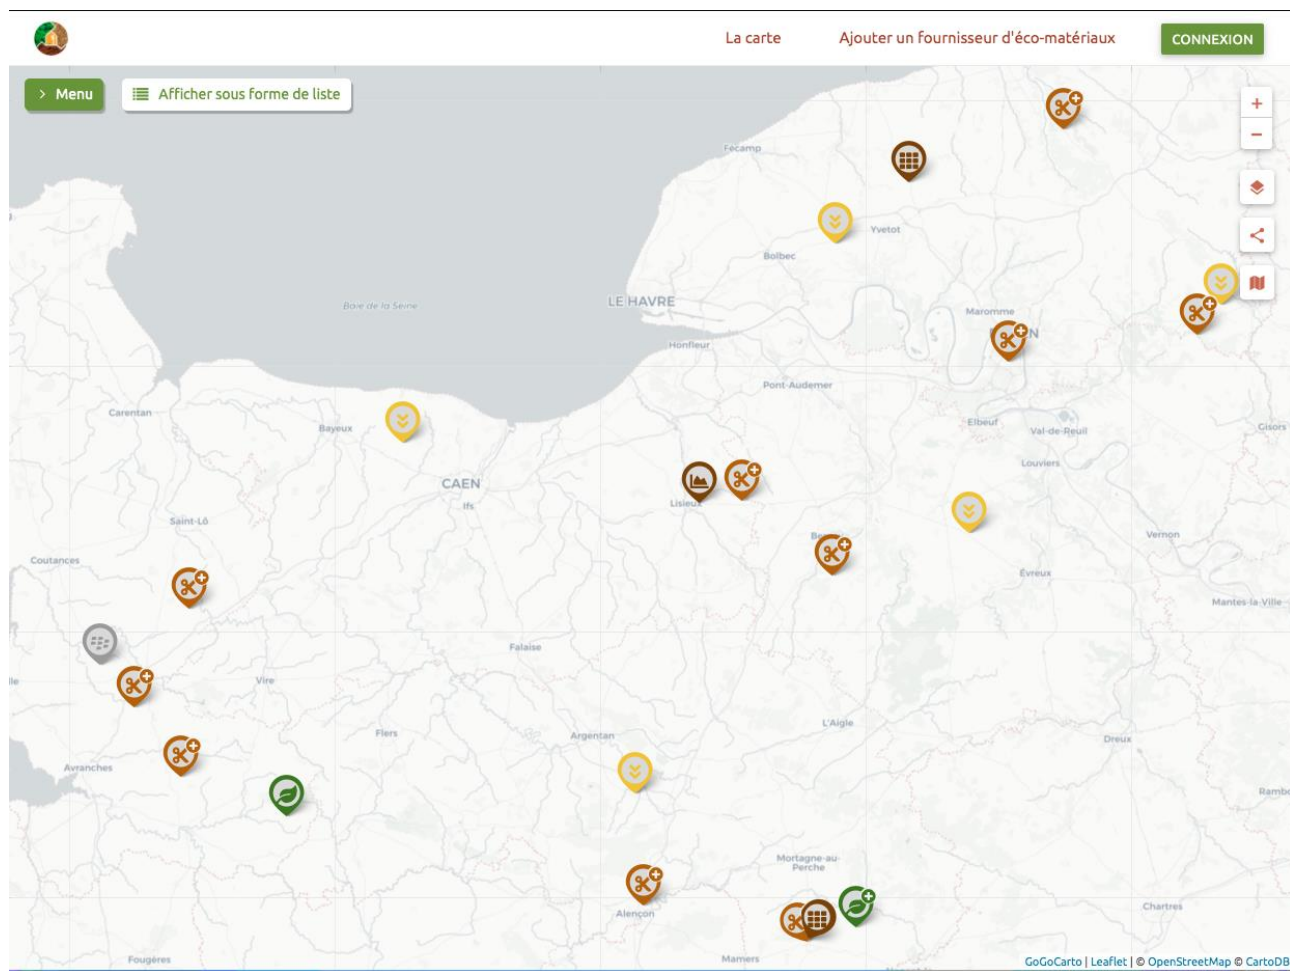 La carte
Ajouter un fournisseur d'éco-matériaux
CONNEXION
> Menu
Afficher sous forme de liste
+
−
Fecamp
Yvetot
Bolbec
LE HAVRE
Baie de la Seine
Maromme
Honfleur
Pont-Audemer
Carentan
Bayeux
Elbeuf
Val-de-Reuil
Gisors
Louviers
CAEN
Ifs
Lisieux
Saint-Lô
Vernon
Coutances
Évreux
Mantes-la-Ville
Falaise
Vire
L'Aigle
Flers
Argentan
Dreux
Avranches
Mortagne-au-
Perche
Alençon
Chartres
Mamers
Fougères
GoGoCarto | Leaflet | © OpenStreetMap © CartoDB